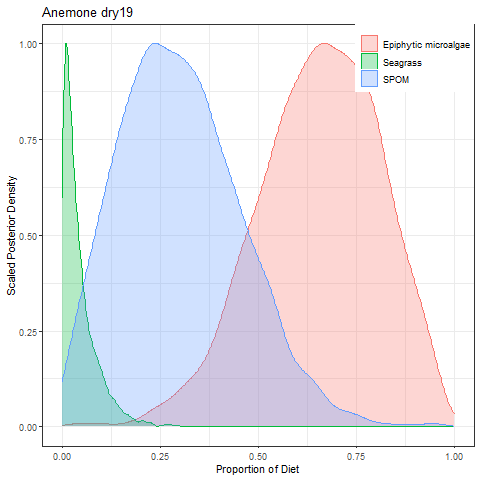 Anemone dry19
Epiphytic microalgae
Seagrass
SPOM
Scaled Posterior Density
1.00
0.75
0.50
0.25
0.00
0.00 0.25 0.50 0.75 1.00
Proportion of Diet